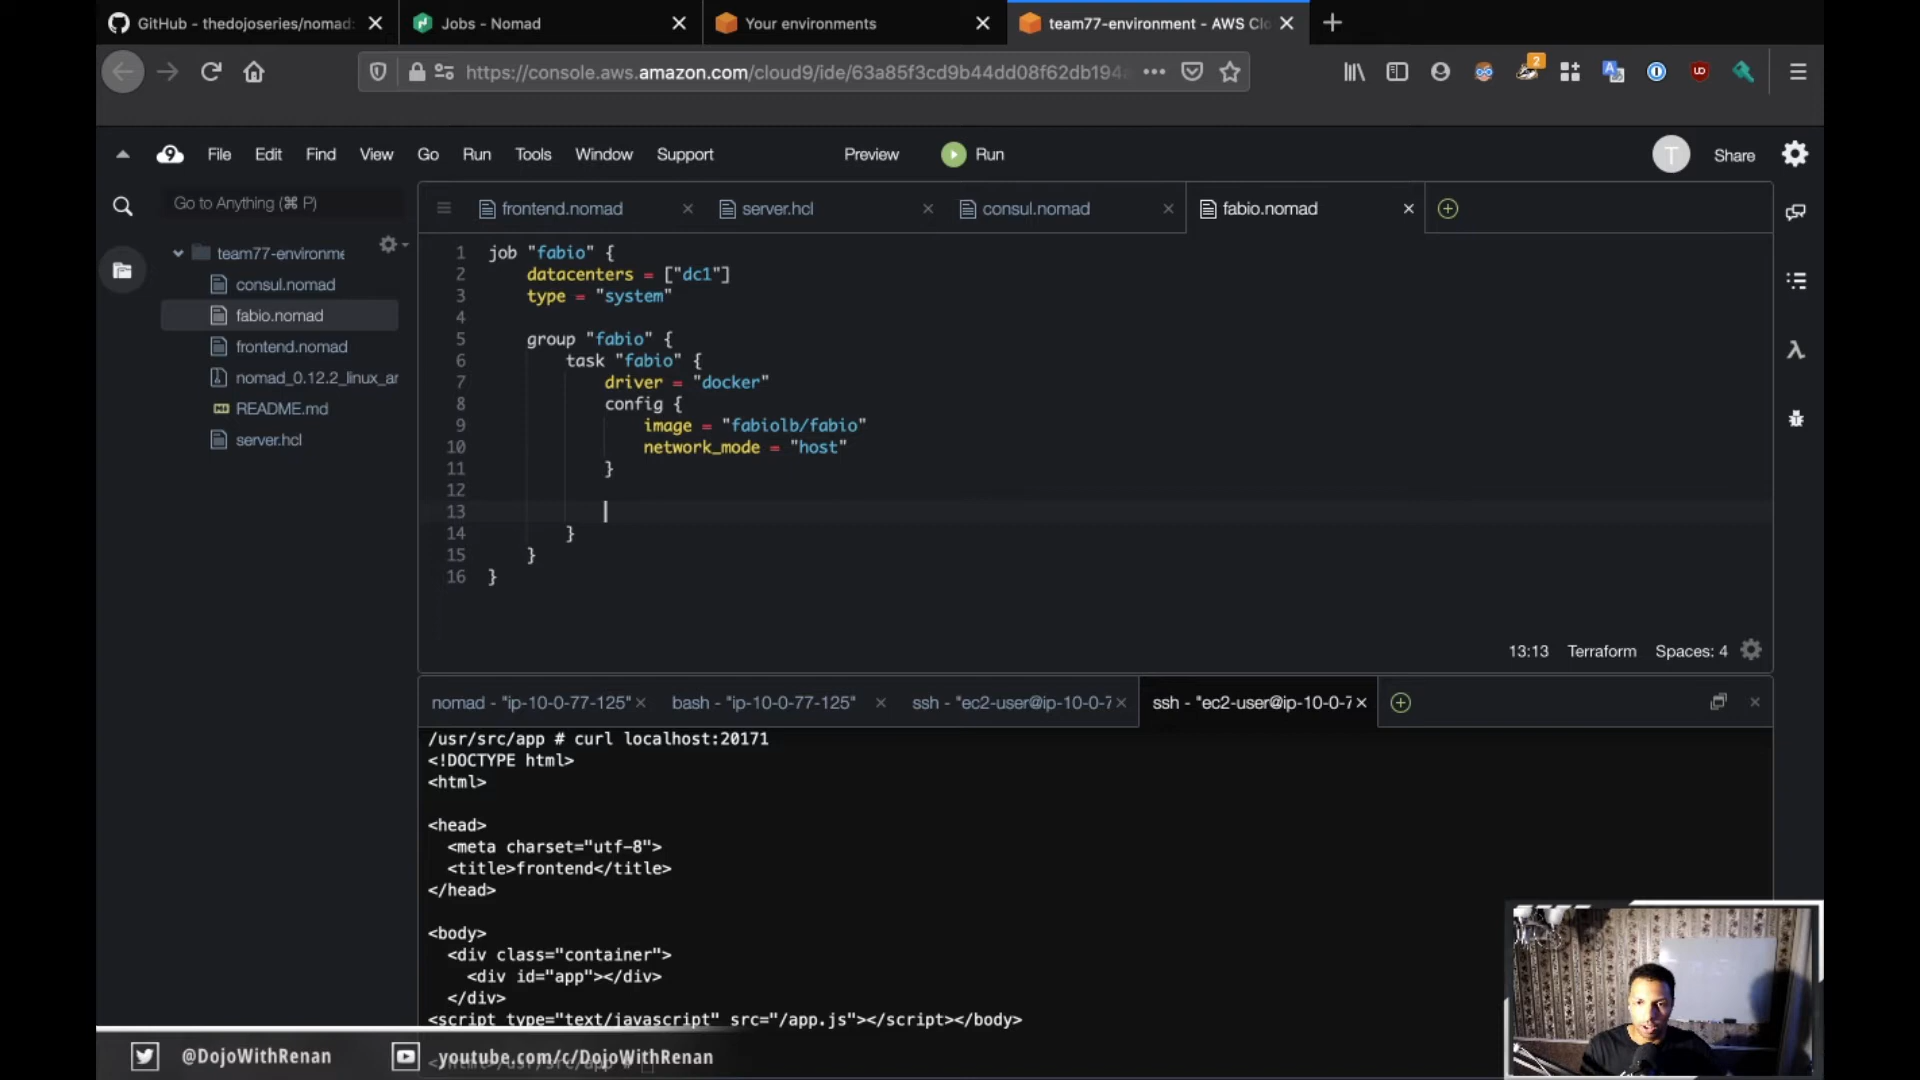 GitHub - thedojoseries/nomad:
Jobs - Nomad
Your environments
team77-environment - AWS Clo
https://console.aws.amazon.com/cloud9/ide/63a85f3cd9b44dd08f62db194a
2
File Edit Find View Go Run Tools Window Support Preview Run T Share
Go to Anything (⌘ P)
frontend.nomad
server.hcl
consul.nomad
fabio.nomad
team77-environme
consul.nomad
fabio.nomad
frontend.nomad
nomad_0.12.2_linux_ar
README.md
server.hcl
1 job "fabio" {
2     datacenters = ["dc1"]
3     type = "system"
4
5     group "fabio" {
6         task "fabio" {
7             driver = "docker"
8             config {
9                 image = "fabiolb/fabio"
10                 network_mode = "host"
11             }
12
13
14         }
15     }
16 }
13:13 Terraform Spaces: 4
nomad - "ip-10-0-77-125"
bash - "ip-10-0-77-125"
ssh - "ec2-user@ip-10-0-7
ssh - "ec2-user@ip-10-0-7
/usr/src/app # curl localhost:20171
<!DOCTYPE html>
<html>
<head>
<meta charset="utf-8">
<title>frontend</title>
</head>
<body>
<div class="container">
<div id="app"></div>
</div>
<script type="text/javascript" src="/app.js"></script></body>
</html>/usr/src/app #
@DojoWithRenan
youtube.com/c/DojoWithRenan